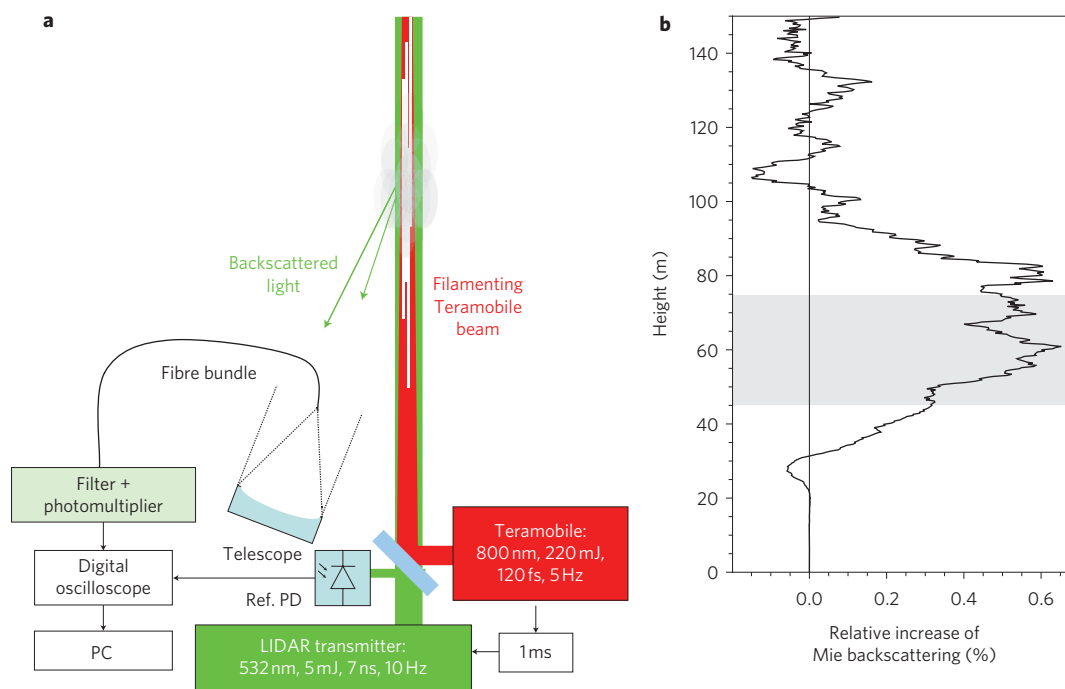 a
Backscattered
light
Filamenting
Teramobile
beam
Fibre bundle
Filter +
photomultiplier
Telescope
Digital
oscilloscope
Ref. PD
PC
Teramobile:
800 nm, 220 mJ,
120 fs, 5 Hz
LIDAR transmitter:
532 nm, 5 mJ, 7 ns, 10 Hz
1 ms
b
Height (m)
140
120
100
80
60
40
20
0
0.0 0.2 0.4 0.6
Relative increase of
Mie backscattering (%)